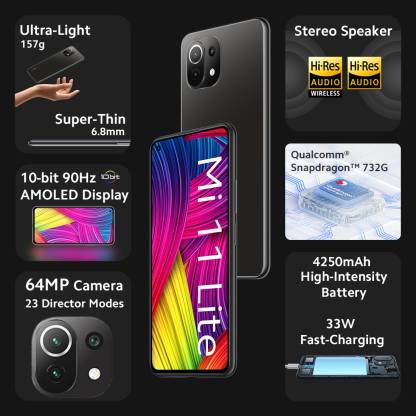 Ultra-Light
157g
Super-Thin
6.8mm
10-bit 90Hz
10bit
AMOLED Display
64MP Camera
23 Director Modes
Mi 11 Lite
Stereo Speaker
Hi-Res
AUDIO
WIRELESS
Hi-Res
AUDIO
Qualcomm®
Snapdragon™ 732G
4250mAh
High-Intensity
Battery
33W
Fast-Charging